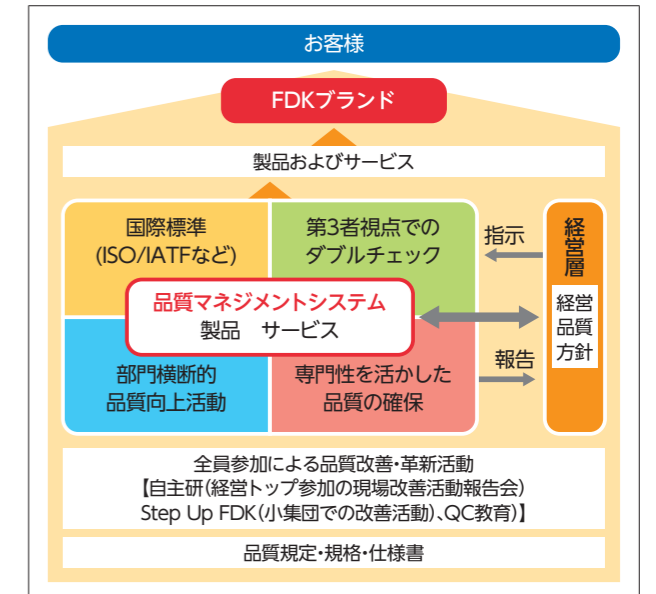 お客様
FDKブランド
製品およびサービス
国際標準
(ISO/IATFなど)
第3者視点での
ダブルチェック
品質マネジメントシステム
製品　サービス
部門横断的
品質向上活動
専門性を活かした
品質の確保
指示
報告
経営層
経営
品質
方針
全員参加による品質改善・革新活動
【自主研(経営トップ参加の現場改善活動報告会)
Step Up FDK(小集団での改善活動)、QC教育)】
品質規定・規格・仕様書